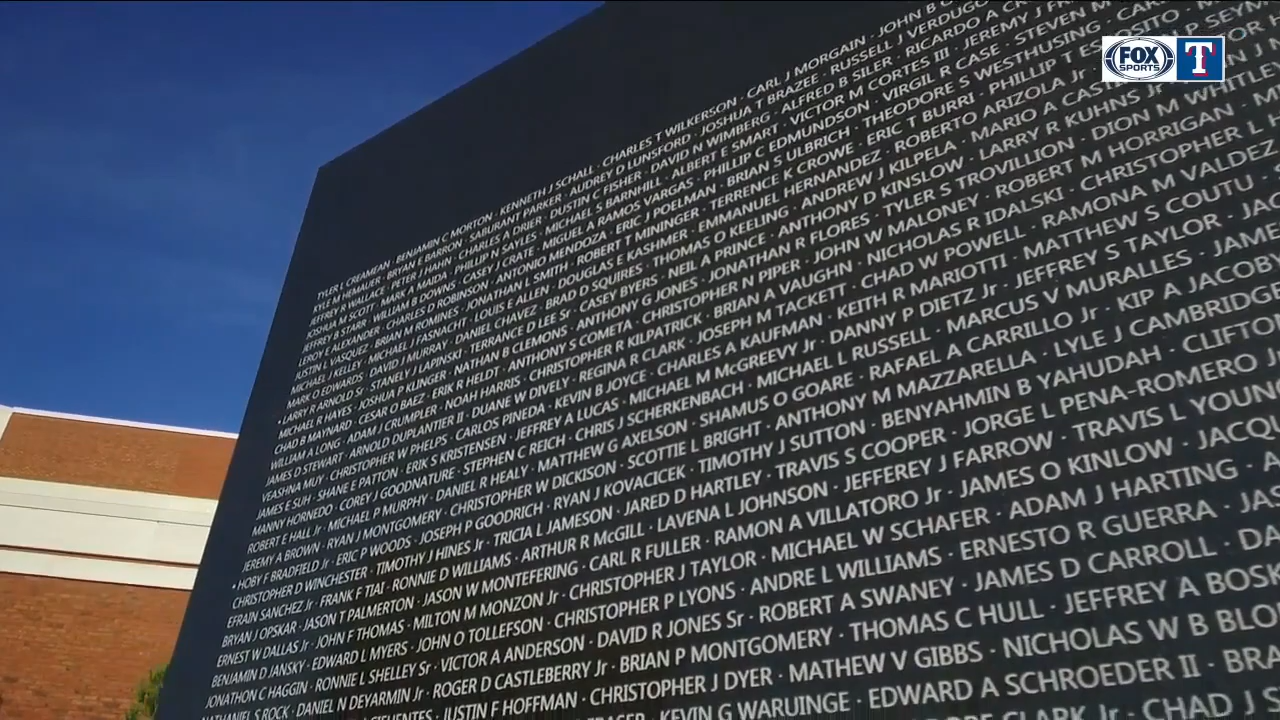 FOX SPORTS T
CHARLES T WILKERSON · CARL J MORGAIN · JOHN B
TYLER L CREAMEAN · BENJAMIN C MORTON · KENNETH J SCHALL
AUDREY D LUNSFORD · JOSHUA T BRAZEE · RUSSELL J VERDUGO
KYLE M HEMAUER · BRYAN E BARRON · SABURANT PARKER
DUSTIN C FISHER · DAVID N WIMBERG · ALFRED B SILER · RICARDO A
JEFFREY R WALLACE · PETER J HAHN · CHARLES A DRIER
MICHAEL S BARNHILL · ALBERT E SMART · VICTOR M CORTES III · JEREMY J
JOSHUA M SCOTT · MARK A MAIDA · PHILLIP N SAYLES
MIGUEL A RAMOS VARGAS · PHILLIP C EDMUNDSON · VIRGIL R CASE · STEVEN
JEFFREY B STARR · WILLIAM B DOWNS · CASEY J CRATE
ERIC J POELMAN · BRIAN S ULBRICH · THEODORE S WESTHUSING
LEROY E ALEXANDER · CHARLES D ROBINSON · ANTONIO MENDOZA
ROBERT T MININGER · TERRENCE K CROWE · ERIC T BURRI · PHILLIP T
JUSTIN L VASQUEZ · BRIAN M ROMINES · JONATHAN L SMITH
EMMANUEL HERNANDEZ · ROBERTO ARIZOLA Jr
MICHAEL J KELLEY · MICHAEL J FASNACHT · LOUIS E ALLEN · DOUGLAS E KASHMER
THOMAS O KEELING · ANDREW J KILPELA · MARIO A
MARK O EDWARDS · DAVID J MURRAY · DANIEL CHAVEZ · BRAD D SQUIRES
NEIL A PRINCE · ANTHONY D KINSLOW · LARRY R KUHNS Jr
LARRY R ARNOLD Sr · STANELY J LAPINSKI · TERRANCE D LEE Sr · CASEY BYERS
ANTHONY G JONES · JONATHAN R FLORES · TYLER S TROVILLION · DION M WHITLEY
MICHAEL R HAYES · JOSHUA P KLINGER · NATHAN B CLEMONS
ANTHONY S COMETA · CHRISTOPHER N PIPER · JOHN W MALONEY · ROBERT M HORRIGAN
CHAD B MAYNARD · CESAR O BAEZ · ERIK R HELDT
NOAH HARRIS · CHRISTOPHER R KILPATRICK · BRIAN A VAUGHN · NICHOLAS R IDALSKI · CHRISTOPHER L
WILLIAM A LONG · ADAM J CRUMPLER
DUANE W DIVELY · REGINA R CLARK · JOSEPH M TACKETT · CHAD W POWELL · RAMONA M VALDEZ
JAMES D STEWART · ARNOLD DUPLANTIER II
CARLOS PINEDA · KEVIN B JOYCE · CHARLES A KAUFMAN · KEITH R MARIOTTI · MATTHEW S COUTU
VEASHNA MUY · CHRISTOPHER W PHELPS
ERIK S KRISTENSEN · JEFFREY A LUCAS · MICHAEL M McGREEVY Jr · DANNY P DIETZ Jr · JEFFREY S TAYLOR
JAMES E SUH · SHANE E PATTON
MANNY HORNEDO · COREY J GOODNATURE · STEPHEN C REICH · CHRIS J SCHERKENBACH · MICHAEL L RUSSELL · MARCUS V MURALLES · JAMES
ROBERT E HALL Jr · MICHAEL P MURPHY · DANIEL R HEALY · MATTHEW G AXELSON · SHAMUS O GOARE · RAFAEL A CARRILLO Jr · KIP A JACOBY
JEREMY A BROWN · RYAN J MONTGOMERY · CHRISTOPHER W DICKISON · SCOTTIE L BRIGHT · ANTHONY M MAZZARELLA · LYLE J CAMBRIDGE
HOBY F BRADFIELD Jr · ERIC P WOODS · JOSEPH P GOODRICH · RYAN J KOVACICEK · TIMOTHY J SUTTON · BENYAHMIN B YAHUDAH · CLIFTON
CHRISTOPHER D WINCHESTER · TIMOTHY J HINES Jr · TRICIA L JAMESON · JARED D HARTLEY · TRAVIS S COOPER · JORGE L PENA-ROMERO
EFRAIN SANCHEZ Jr · FRANK F TIAI · RONNIE D WILLIAMS · ARTHUR R McGILL · LAVENA L JOHNSON · JEFFEREY J FARROW · TRAVIS L YOUNG
BRYAN J OPSKAR · JASON T PALMERTON · JASON W MONTEFERING · CARL R FULLER · RAMON A VILLATORO Jr · JAMES O KINLOW
ERNEST W DALLAS Jr · JOHN F THOMAS · MILTON M MONZON Jr · CHRISTOPHER J TAYLOR · MICHAEL W SCHAFER · ADAM J HARTING
BENJAMIN D JANSKY · EDWARD L MYERS · JOHN O TOLLEFSON · CHRISTOPHER P LYONS · ANDRE L WILLIAMS · ERNESTO R GUERRA
JONATHON C HAGGIN · RONNIE L SHELLEY Sr · VICTOR A ANDERSON · DAVID R JONES Sr · ROBERT A SWANEY · JAMES D CARROLL
NATHANIEL S ROCK · DANIEL N DEYARMIN Jr · ROGER D CASTLEBERRY Jr · BRIAN P MONTGOMERY · THOMAS C HULL · JEFFREY A
CIFUENTES · JUSTIN F HOFFMAN · CHRISTOPHER J DYER · MATHEW V GIBBS · NICHOLAS W B
KEVIN G WARUINGE · EDWARD A SCHROEDER II
CLARK Jr · CHAD J